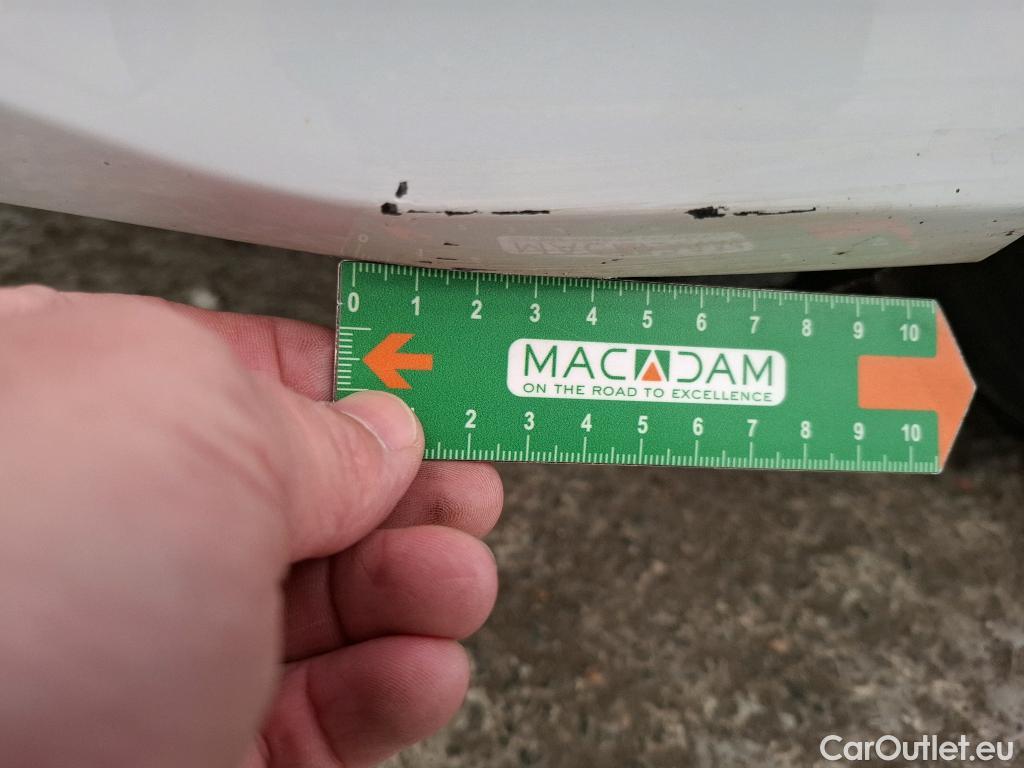 0 1 2 3 4 5 6 7 8 9 10
MACADAM
ON THE ROAD TO EXCELLENCE
2 3 4 5 6 7 8 9 10
CarOutlet.eu